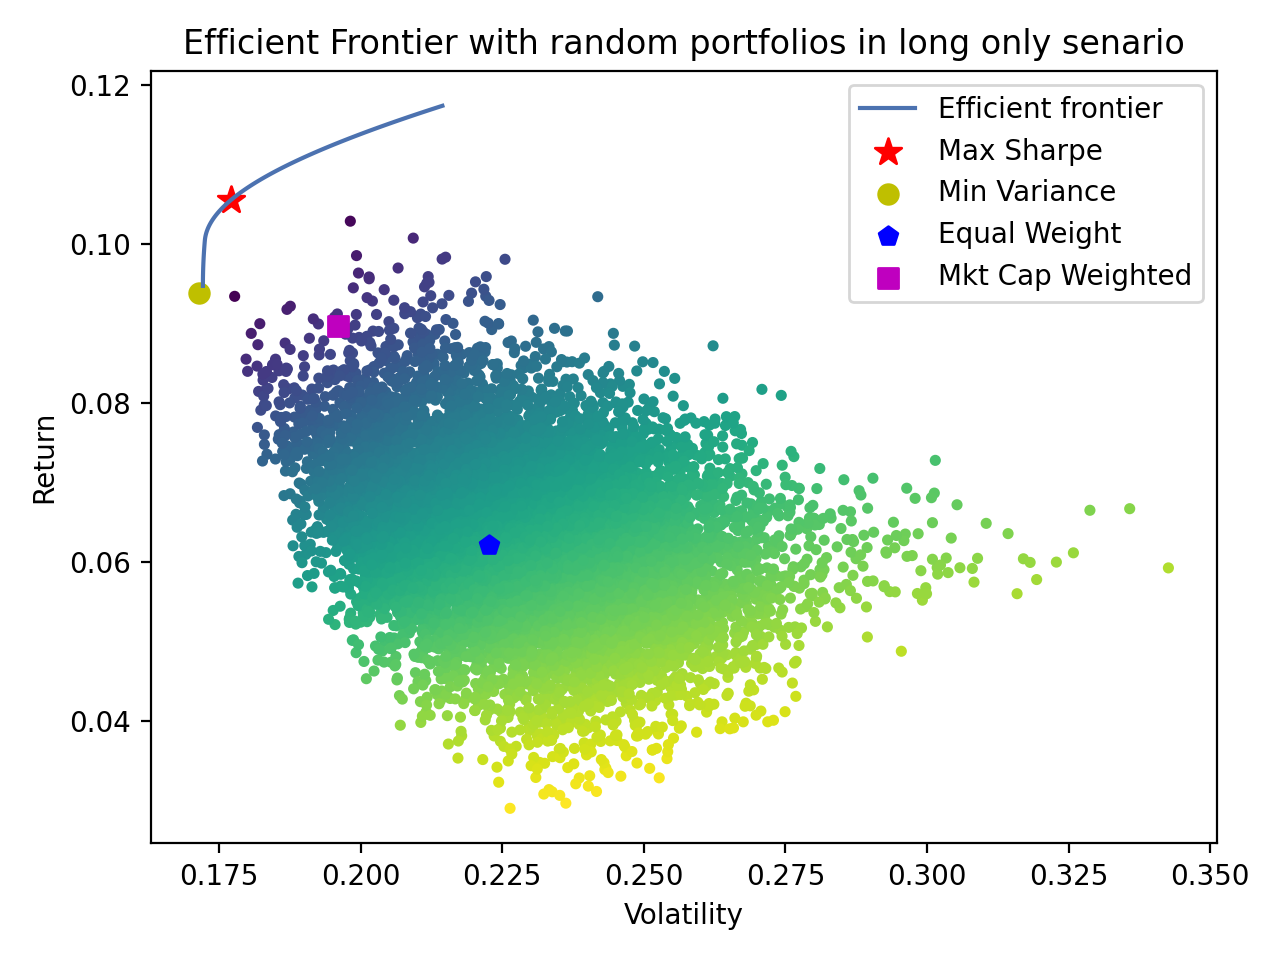 Efficient Frontier with random portfolios in long only senario
0.12
0.10
0.08
0.06
0.04
Return
Efficient frontier
Max Sharpe
Min Variance
Equal Weight
Mkt Cap Weighted
0.175 0.200 0.225 0.250 0.275 0.300 0.325 0.350
Volatility